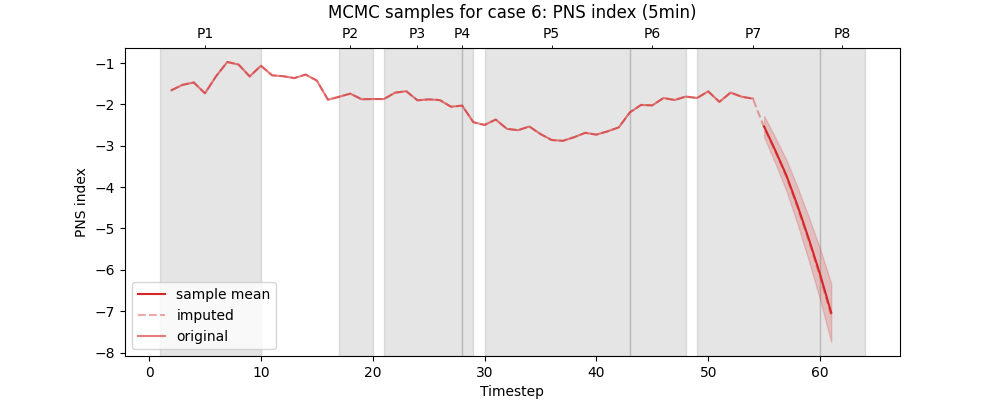 MCMC samples for case 6: PNS index (5min)
P1 P2 P3 P4 P5 P6 P7 P8
−1
−2
−3
−4
−5
−6
−7
−8
PNS index
sample mean
imputed
original
0 10 20 30 40 50 60
Timestep